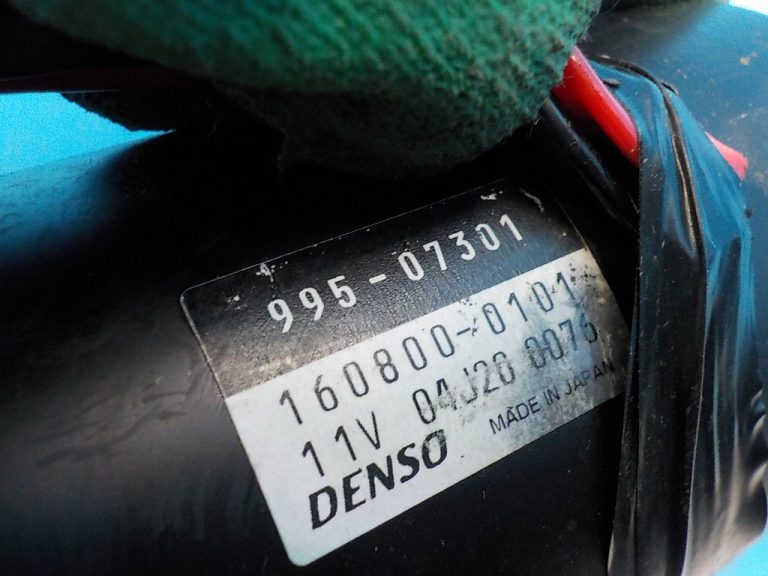 995-07301
160800-0101
11V 04J20 0076
DENSO MADE IN JAPAN